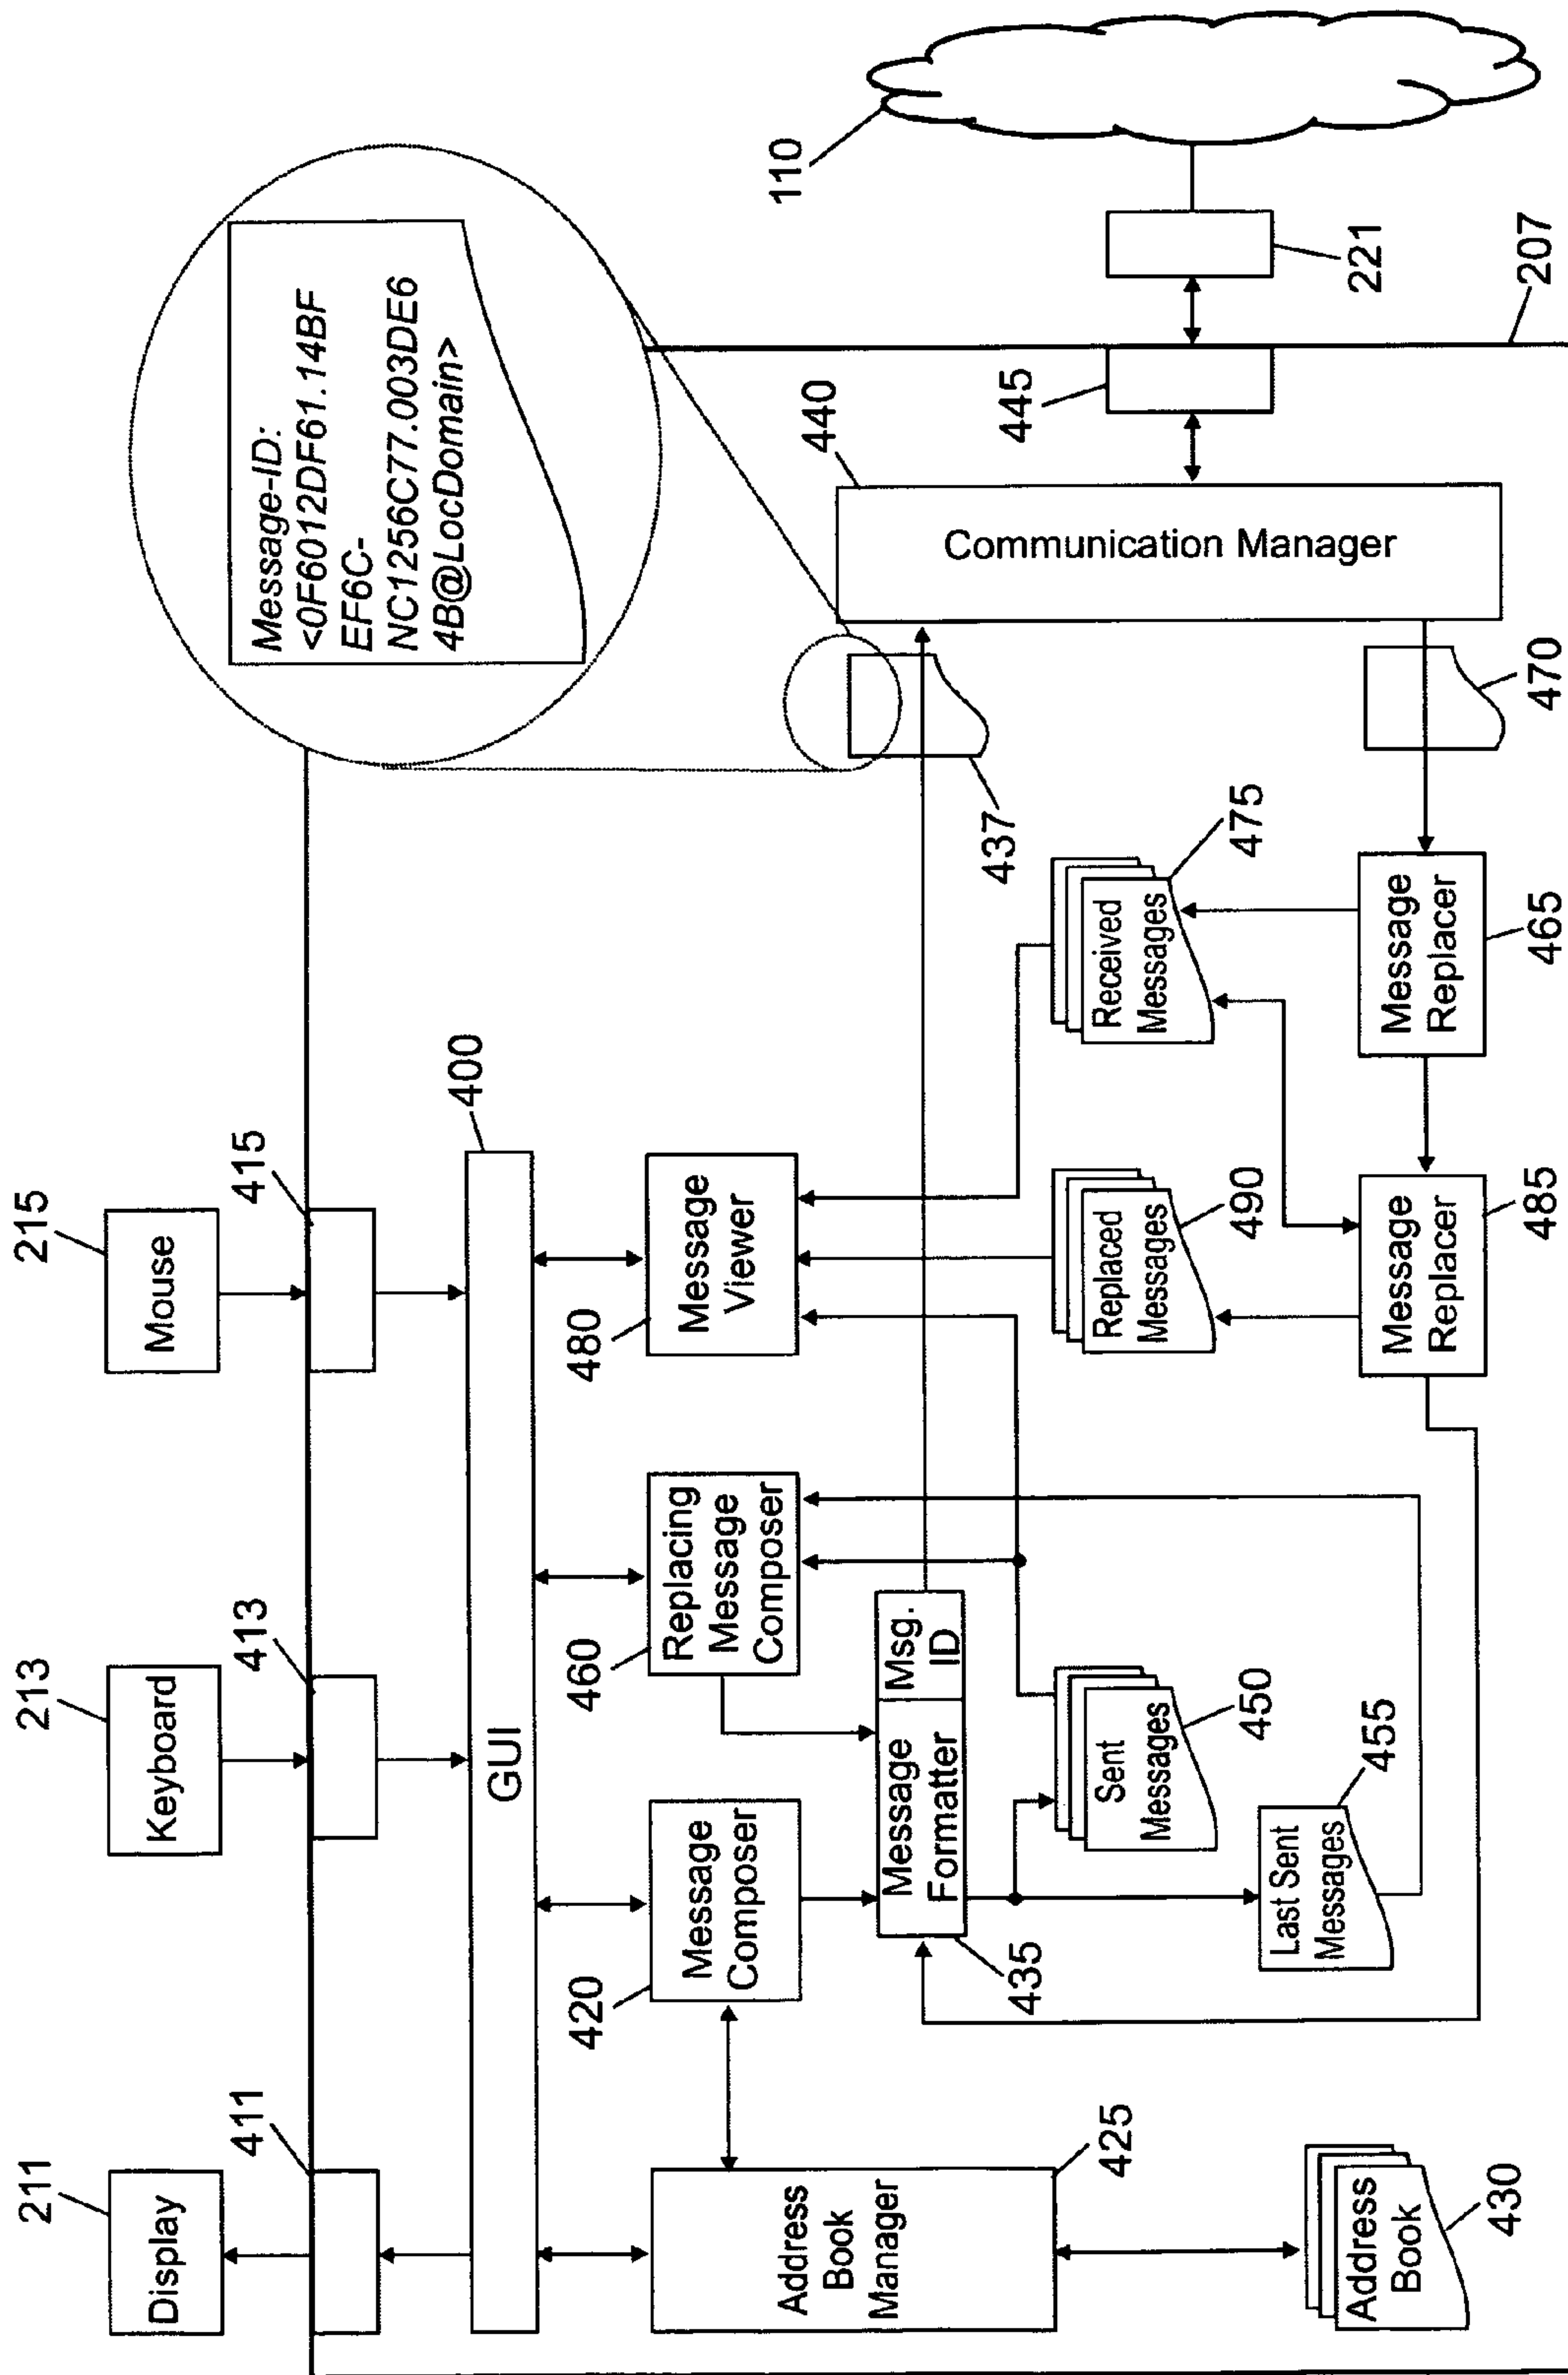 211
Display
411
213
Keyboard
413
215
Mouse
415
GUI
400
Address
Book
Manager
425
Address
Book
430
420
Message
Composer
460
Replacing
Message
Composer
480
Message
Viewer
Message
Formatter
Msg.
ID
435
Sent
Messages
450
Last Sent
Messages
455
Replaced
Messages
490
Received
Messages
475
Message
Replacer
485
Message
Replacer
465
437
470
Message-ID:
<0F6012DF61.14BF
EF6C-
NC1256C77.003DE6
4B@LocDomain>
440
Communication Manager
445
221
207
110